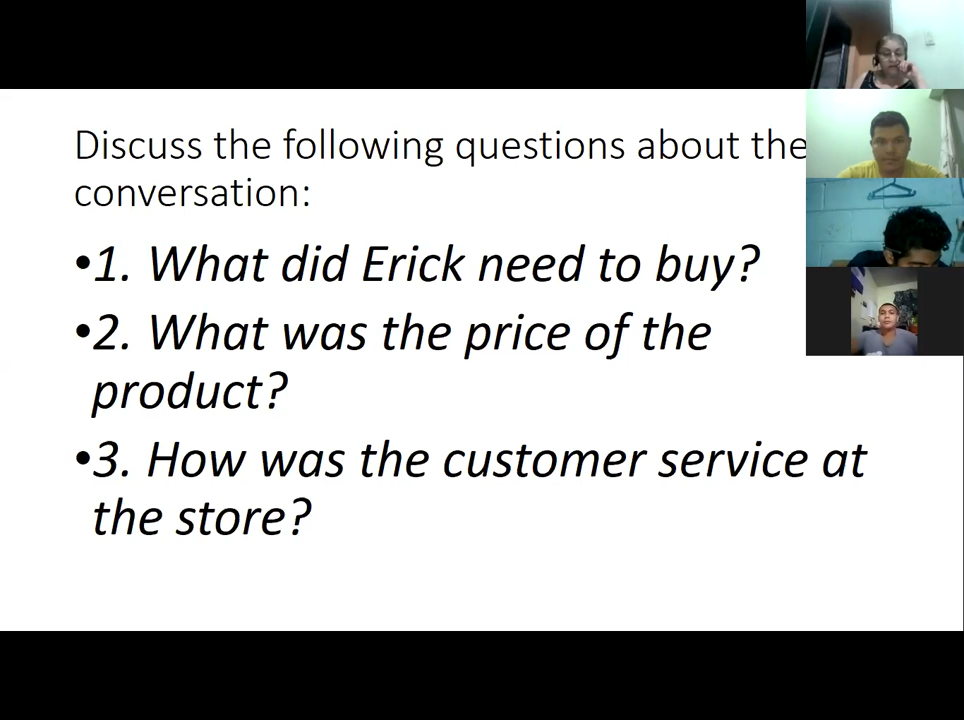 Discuss the following questions about the
conversation:
•1. What did Erick need to buy?
•2. What was the price of the
product?
•3. How was the customer service at
the store?